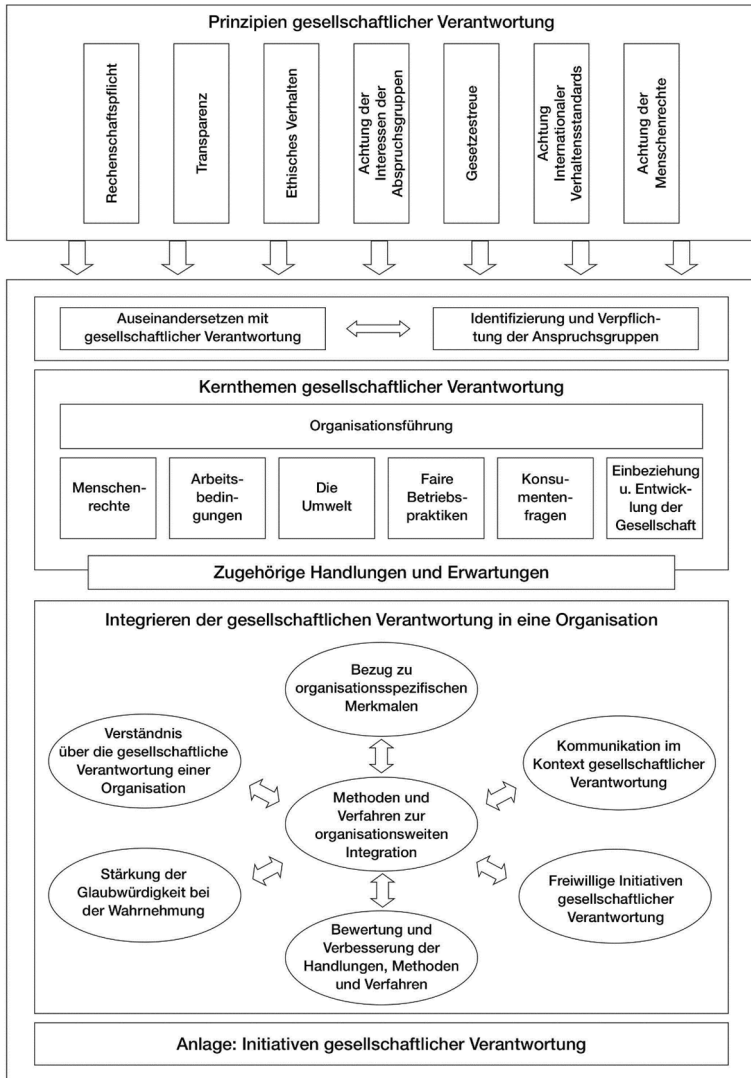 Prinzipien gesellschaftlicher Verantwortung
Rechenschaftspflicht
Transparenz
Ethisches Verhalten
Achtung der
Interessen der
Abspruchsgruppen
Gesetzestreue
Achtung
Internationaler
Verhaltensstandards
Achtung der
Menschenrechte
Auseinandersetzen mit
gesellschaftlicher Verantwortung
Identifizierung und Verpflich-
tung der Anspruchsgruppen
Kernthemen gesellschaftlicher Verantwortung
Organisationsführung
Menschen-
rechte
Arbeits-
bedin-
gungen
Die
Umwelt
Faire
Betriebs-
praktiken
Konsu-
menten-
fragen
Einbeziehung
u. Entwick-
lung der
Gesellschaft
Zugehörige Handlungen und Erwartungen
Integrieren der gesellschaftlichen Verantwortung in eine Organisation
Bezug zu
organisationsspezifischen
Merkmalen
Verständnis
über die gesellschaftliche
Verantwortung einer
Organisation
Kommunikation im
Kontext gesellschaftlicher
Verantwortung
Methoden und
Verfahren zur
organisationsweiten
Integration
Stärkung der
Glaubwürdigkeit bei
der Wahrnehmung
Freiwillige Initiativen
gesellschaftlicher
Verantwortung
Bewertung und
Verbesserung der
Handlungen, Methoden
und Verfahren
Anlage: Initiativen gesellschaftlicher Verantwortung